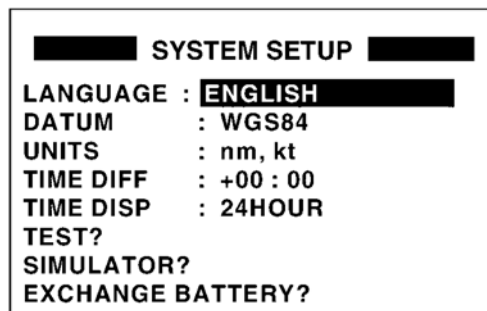 SYSTEM SETUP
LANGUAGE : ENGLISH
DATUM : WGS84
UNITS : nm, kt
TIME DIFF : +00 : 00
TIME DISP : 24HOUR
TEST?
SIMULATOR?
EXCHANGE BATTERY?